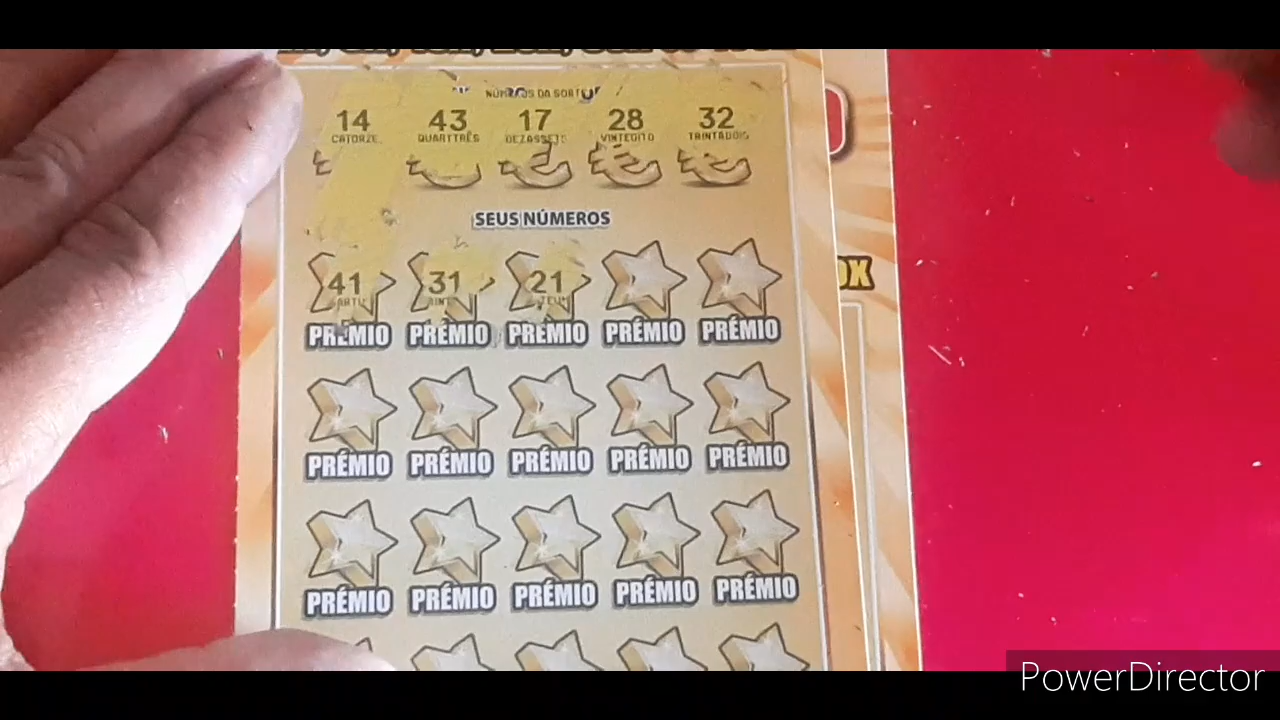 NÚMEROS DA SORTE
14 43 17 28 32
CATORZE QUARTTRÊS DEZASSETE VINTEOITO TRINTADOIS
SEUS NÚMEROS
41 31 21
PRÉMIO PRÉMIO PRÉMIO PRÉMIO PRÉMIO
PRÉMIO PRÉMIO PRÉMIO PRÉMIO PRÉMIO
PRÉMIO PRÉMIO PRÉMIO PRÉMIO PRÉMIO
PowerDirector